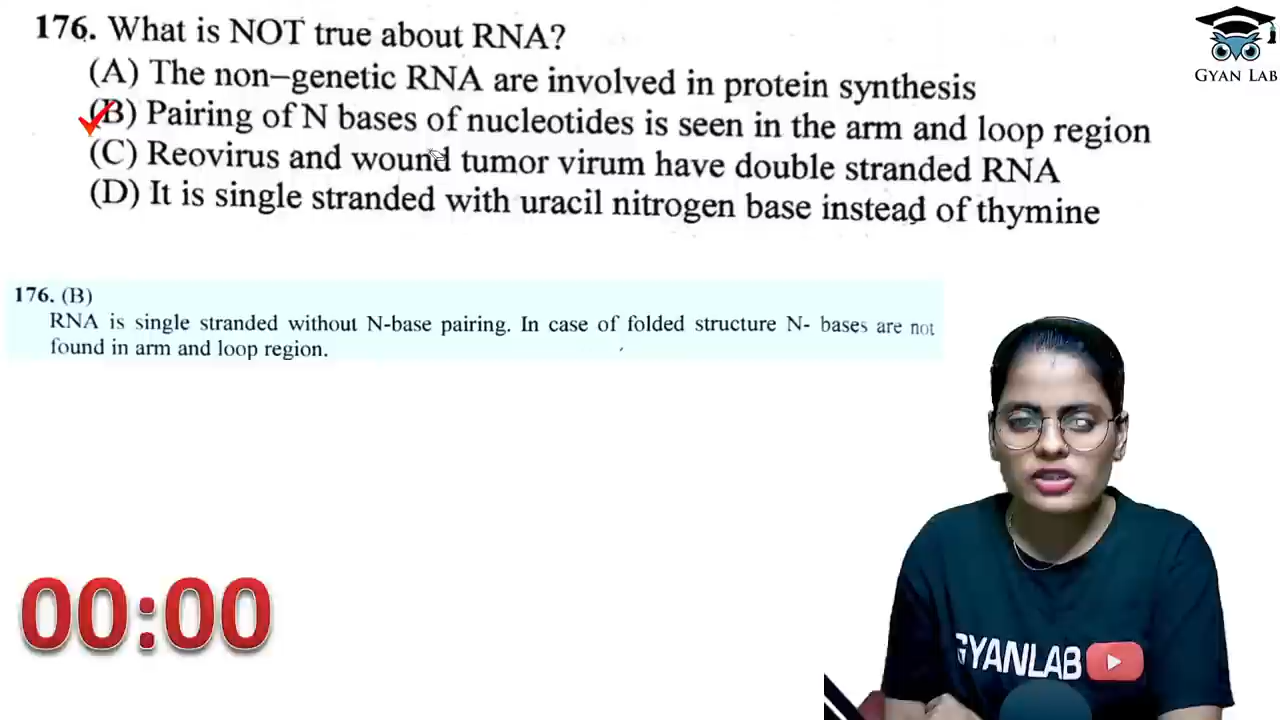 176. What is NOT true about RNA?
(A) The non–genetic RNA are involved in protein synthesis
(B) Pairing of N bases of nucleotides is seen in the arm and loop region
(C) Reovirus and wound tumor virum have double stranded RNA
(D) It is single stranded with uracil nitrogen base instead of thymine
GYAN LAB
176. (B)
RNA is single stranded without N-base pairing. In case of folded structure N- bases are not
found in arm and loop region.
00:00
GYANLAB